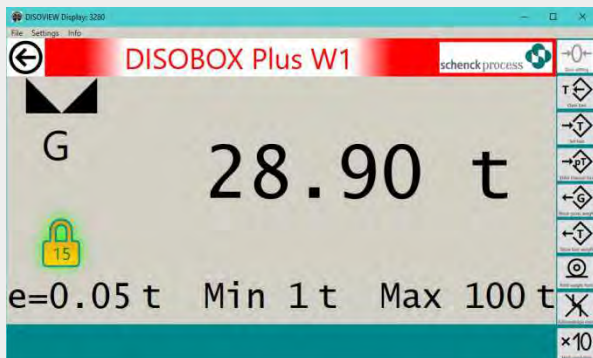 DISOVIEW Display: 3280
File Settings Info
DISOBOX Plus W1
schenck process
G
28.90 t
15
e=0.05 t Min 1 t Max 100 t
→0←
T
T
pT
G
T
×10